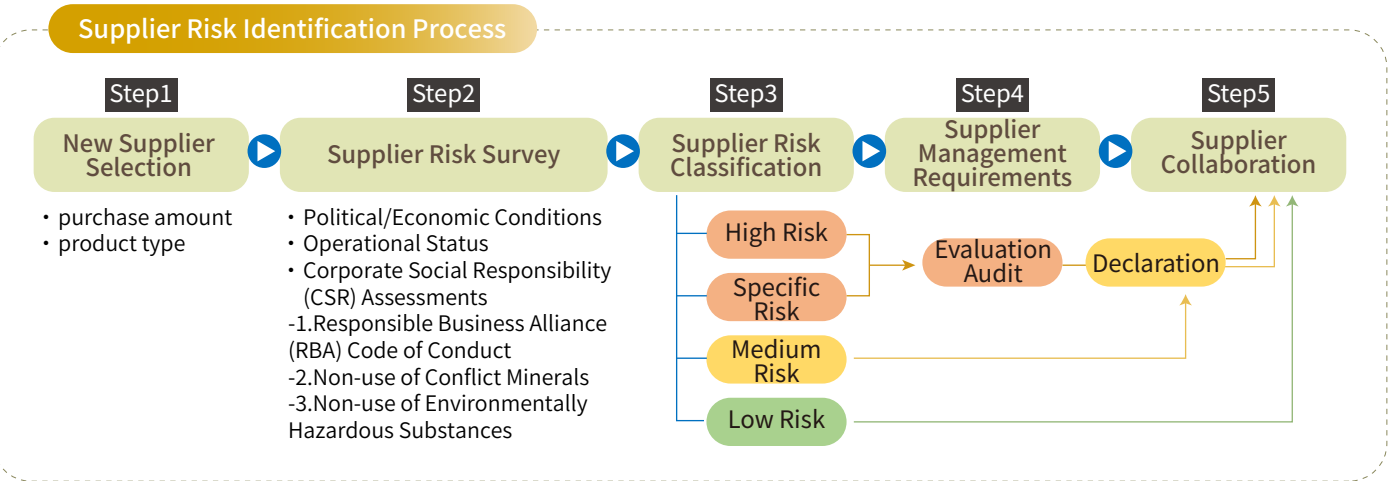 Supplier Risk Identification Process
Step1
New Supplier
Selection
・purchase amount
・product type
Step2
Supplier Risk Survey
・Political/Economic Conditions
・Operational Status
・Corporate Social Responsibility
(CSR) Assessments
-1.Responsible Business Alliance
(RBA) Code of Conduct
-2.Non-use of Conflict Minerals
-3.Non-use of Environmentally
Hazardous Substances
Step3
Supplier Risk
Classification
High Risk
Specific
Risk
Medium
Risk
Low Risk
Step4
Supplier
Management
Requirements
Evaluation
Audit
Declaration
Step5
Supplier
Collaboration